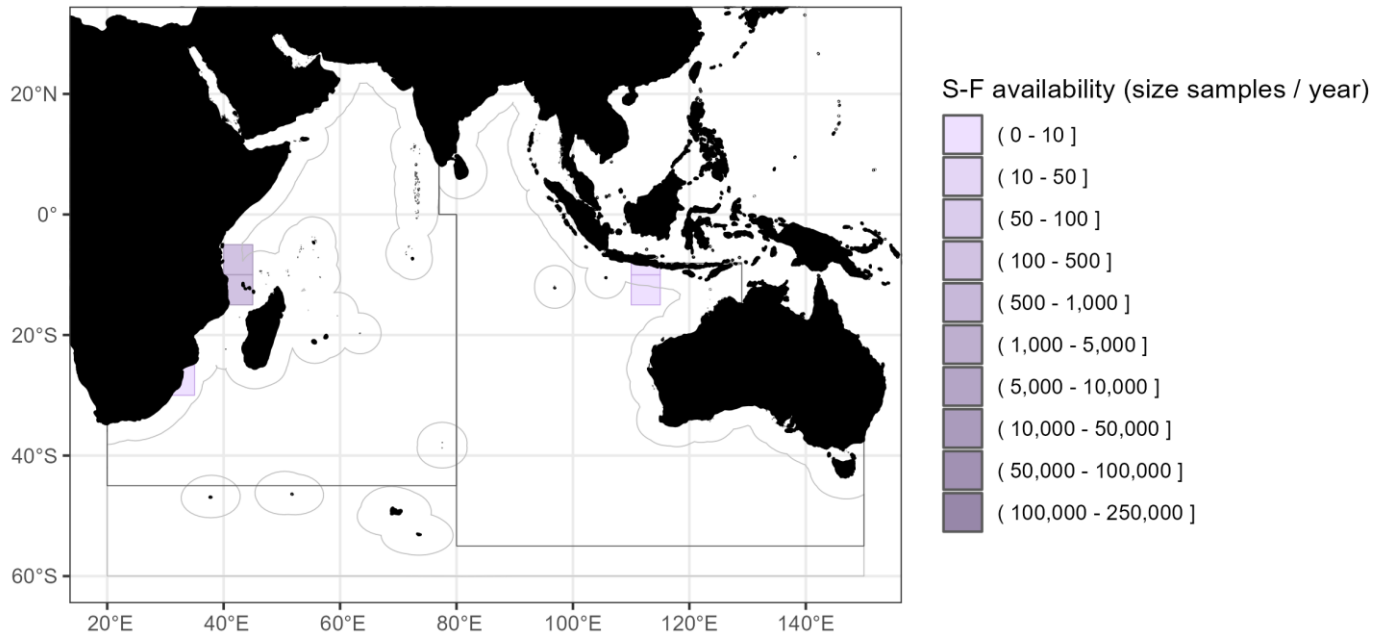 S-F availability (size samples / year)
( 0 - 10 ]
( 10 - 50 ]
( 50 - 100 ]
( 100 - 500 ]
( 500 - 1,000 ]
( 1,000 - 5,000 ]
( 5,000 - 10,000 ]
( 10,000 - 50,000 ]
( 50,000 - 100,000 ]
( 100,000 - 250,000 ]
20°N
0°
20°S
40°S
60°S
20°E 40°E 60°E 80°E 100°E 120°E 140°E